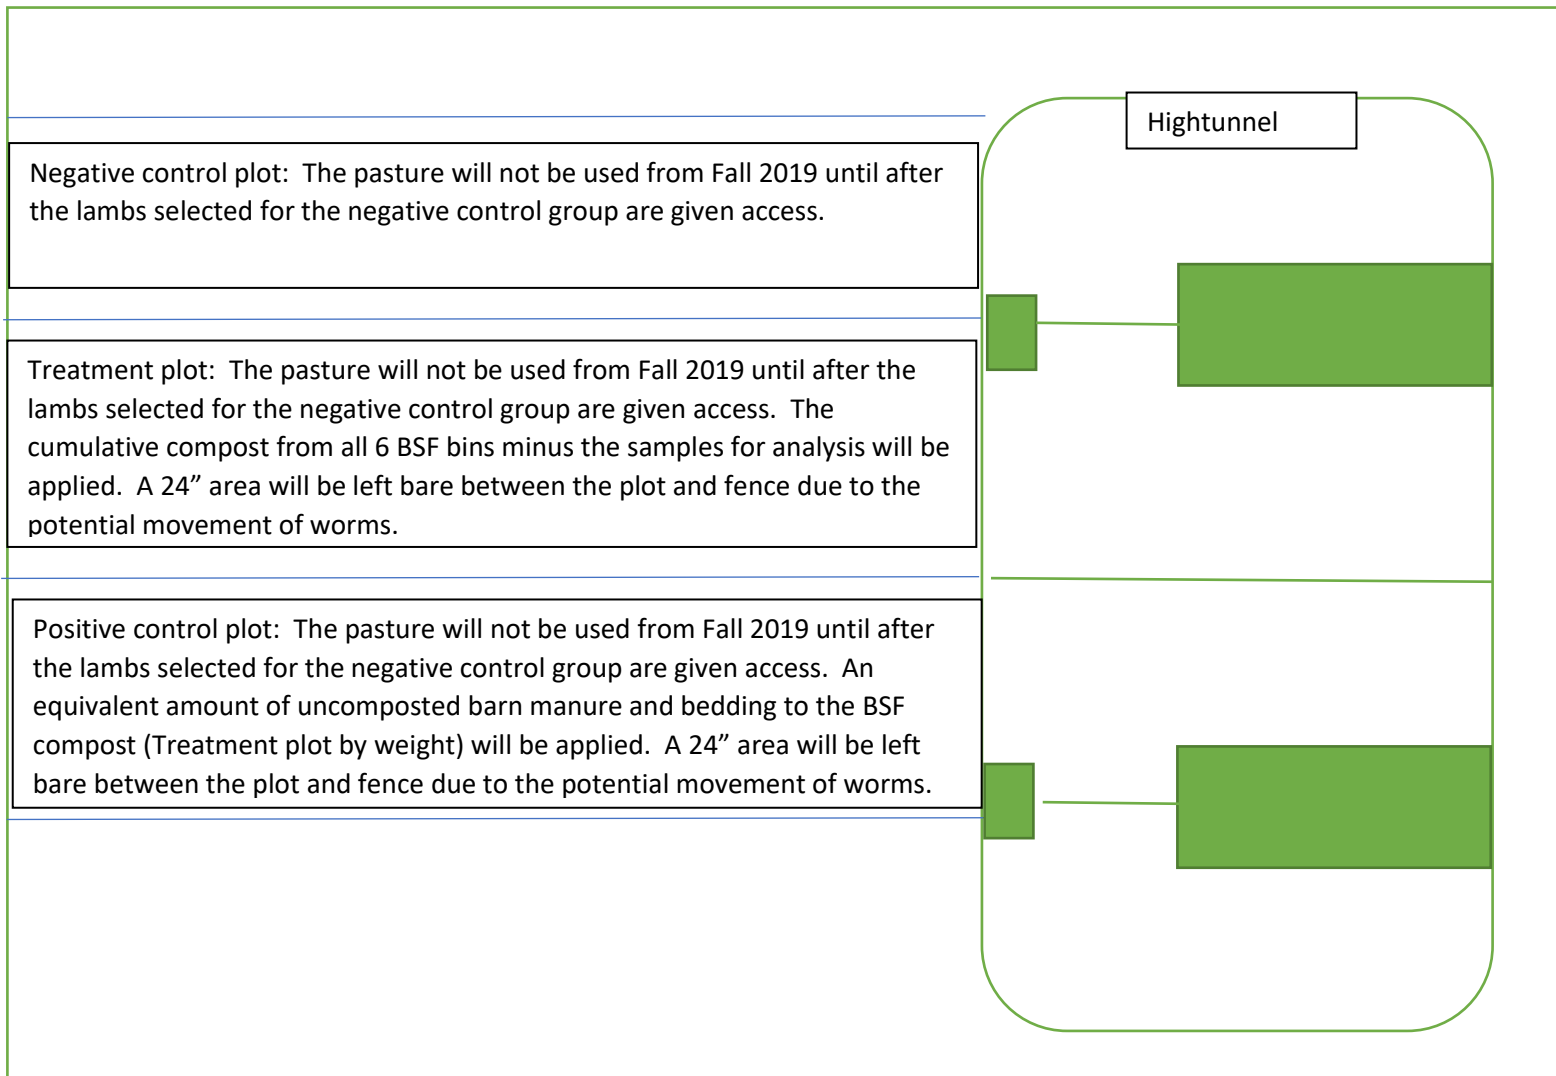 Hightunnel
Negative control plot:  The pasture will not be used from Fall 2019 until after
the lambs selected for the negative control group are given access.
Treatment plot:  The pasture will not be used from Fall 2019 until after the
lambs selected for the negative control group are given access.  The
cumulative compost from all 6 BSF bins minus the samples for analysis will be
applied.  A 24” area will be left bare between the plot and fence due to the
potential movement of worms.
Positive control plot:  The pasture will not be used from Fall 2019 until after
the lambs selected for the negative control group are given access.  An
equivalent amount of uncomposted barn manure and bedding to the BSF
compost (Treatment plot by weight) will be applied.  A 24” area will be left
bare between the plot and fence due to the potential movement of worms.